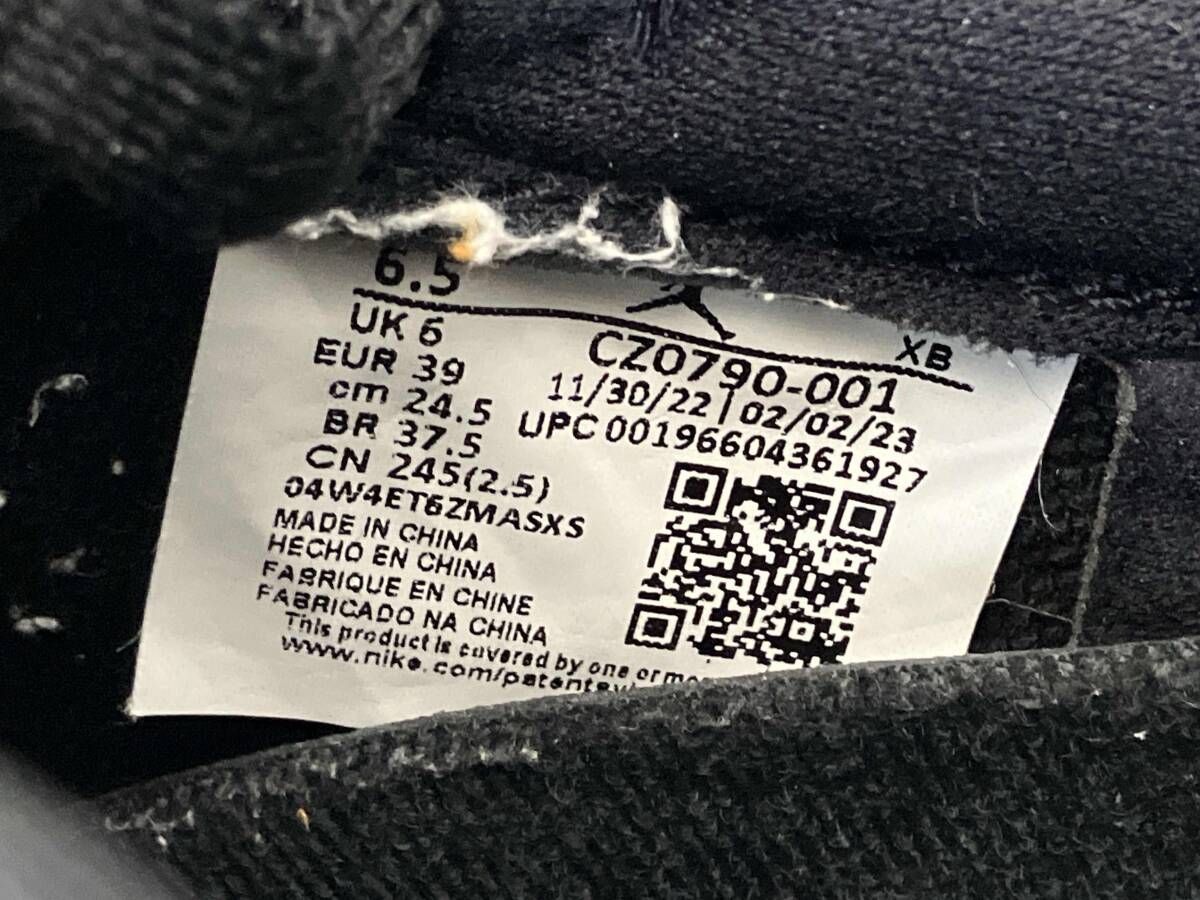 6.5
UK 6
EUR 39
cm 24.5
BR 37.5
CN 245(2.5)
04W4ET6ZMASXS
MADE IN CHINA
HECHO EN CHINA
FABRIQUE EN CHINE
FABRICADO NA CHINA
This product is covered by one or
www.nike.com/patents
XB
CZ0790-001
11/30/22 | 02/02/23
UPC 00196604361927